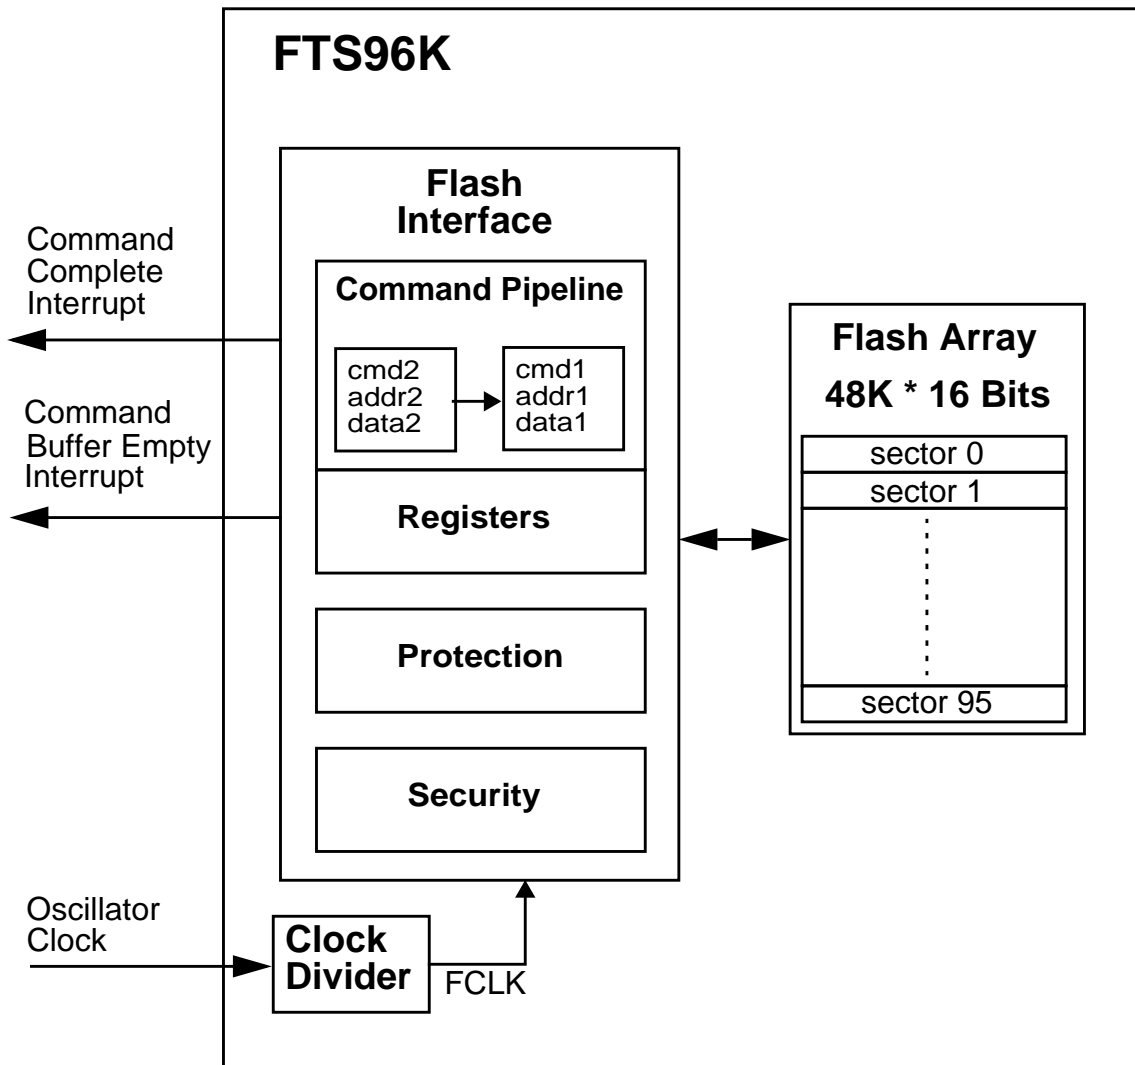 FTS96K
Flash
Interface
Command
Complete
Interrupt
Command Pipeline
cmd2
addr2
data2
cmd1
addr1
data1
Command
Buffer Empty
Interrupt
Registers
Protection
Security
Flash Array
48K * 16 Bits
sector 0
sector 1
sector 95
Oscillator
Clock
Clock
Divider
FCLK